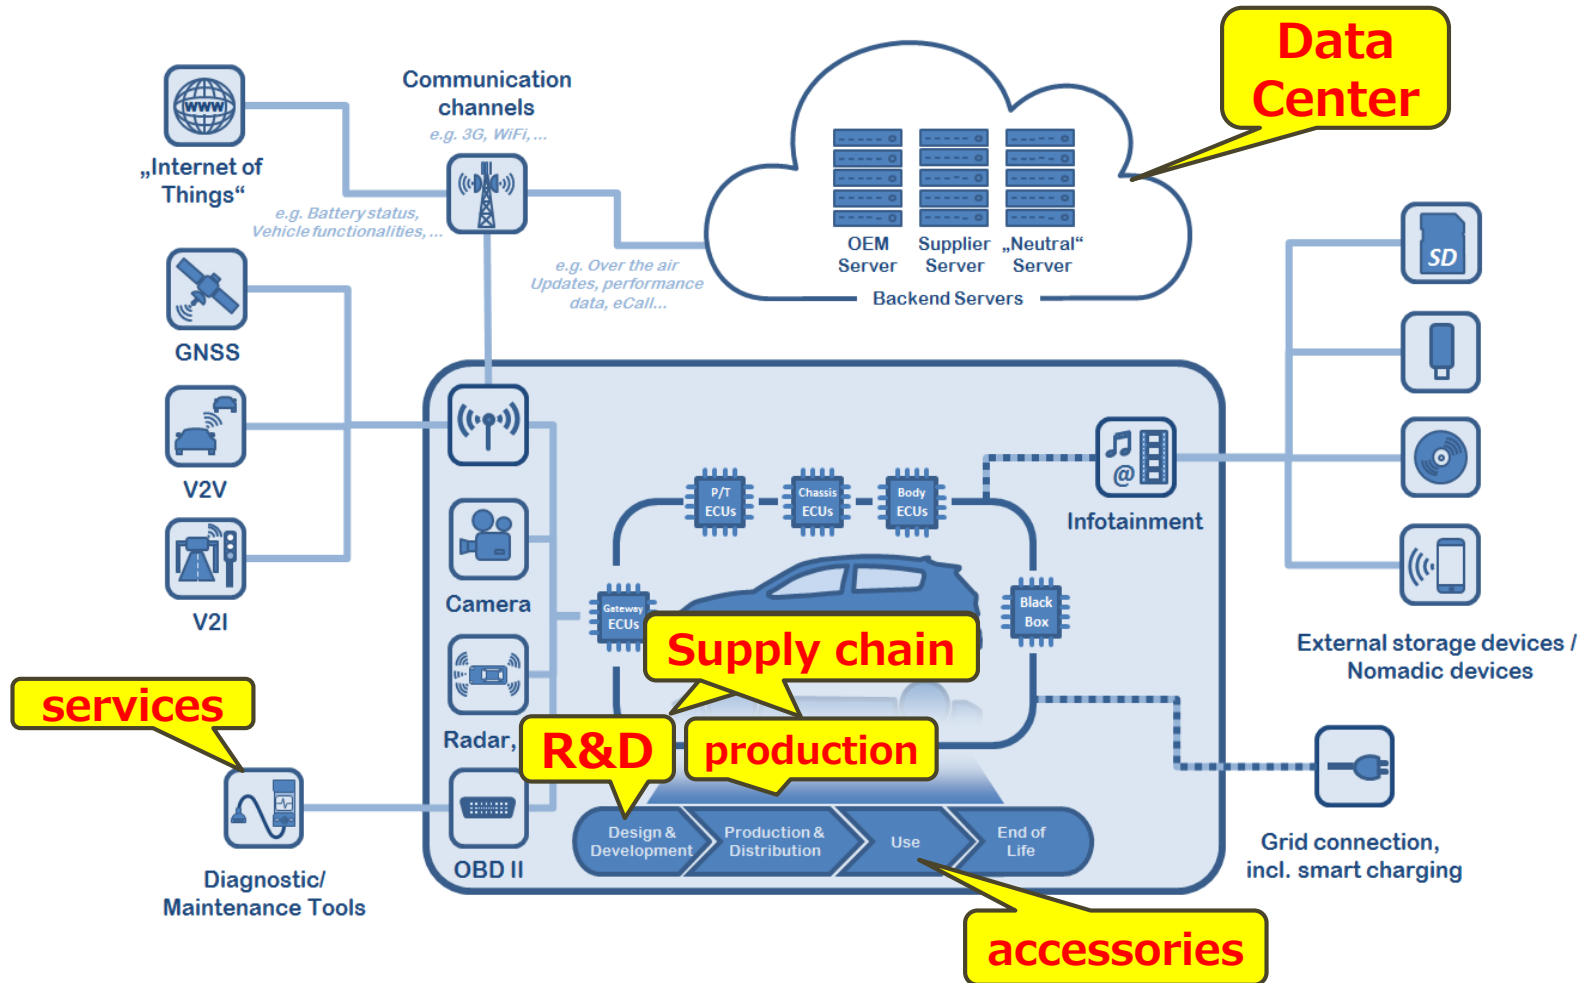 Data
Center
Communication
channels
e.g. 3G, WiFi, ...
www
„Internet of
Things“
e.g. Battery status,
Vehicle functionalities, ...
OEM
Server
Supplier
Server
„Neutral“
Server
Backend Servers
e.g. Over the air
Updates, performance
data, eCall...
SD
GNSS
V2V
V2I
@
Infotainment
P/T
ECUs
Chassis
ECUs
Body
ECUs
Camera
Gateway
ECUs
Black
Box
Supply chain
External storage devices /
Nomadic devices
services
Radar,
R&D
production
OBD II
Design &
Development
Production &
Distribution
Use
End of
Life
Grid connection,
incl. smart charging
Diagnostic/
Maintenance Tools
accessories